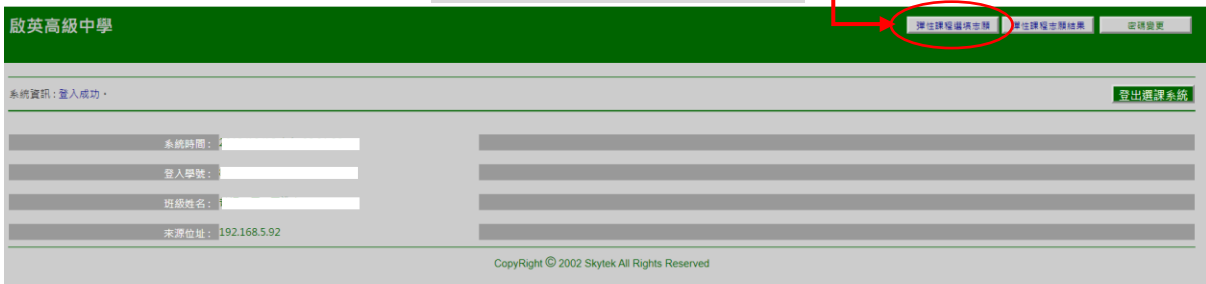 啟英高級中學
彈性課程選填志願 彈性課程志願結果 密碼變更
系統資訊：登入成功。
登出選課系統
系統時間：
登入學號：
班級姓名：
來源位址： 192.168.5.92
CopyRight © 2002 Skytek All Rights Reserved